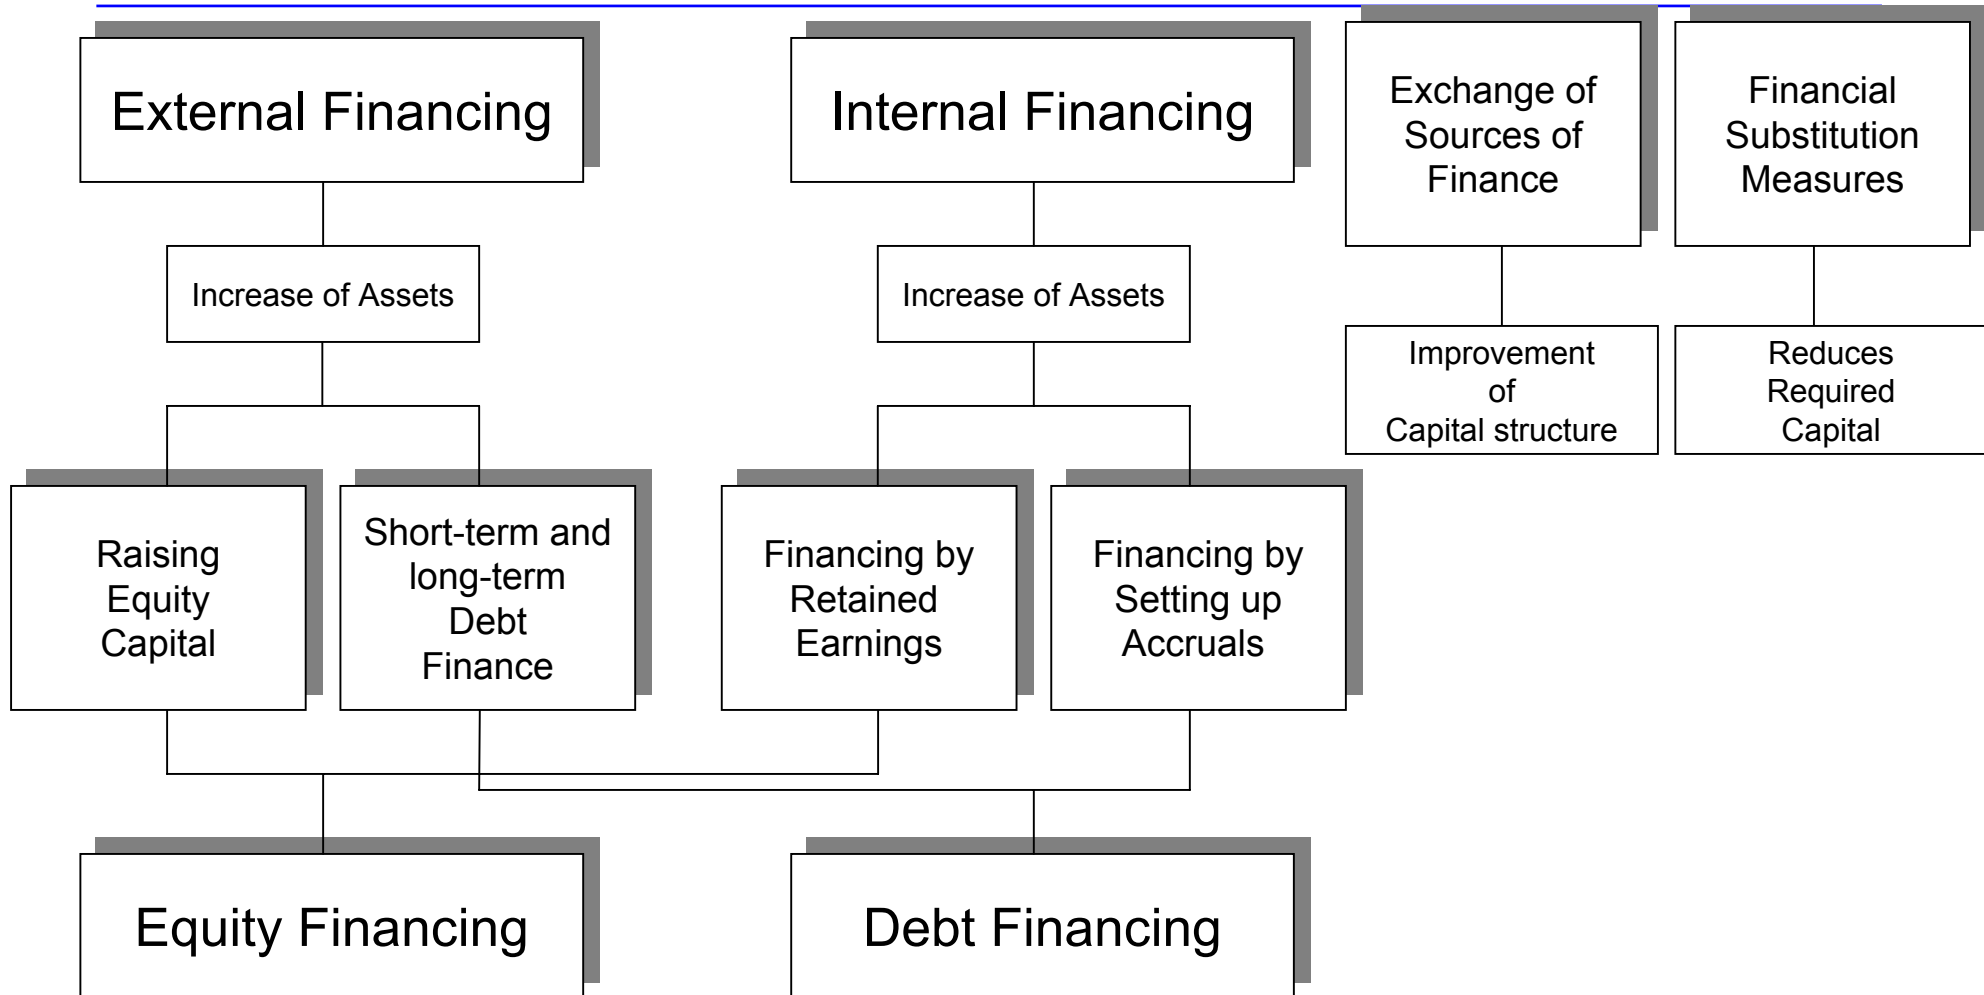 External Financing
Internal Financing
Exchange of
Sources of
Finance
Financial
Substitution
Measures
Increase of Assets
Increase of Assets
Improvement
of
Capital structure
Reduces
Required
Capital
Raising
Equity
Capital
Short-term and
long-term
Debt
Finance
Financing by
Retained
Earnings
Financing by
Setting up
Accruals
Equity Financing
Debt Financing